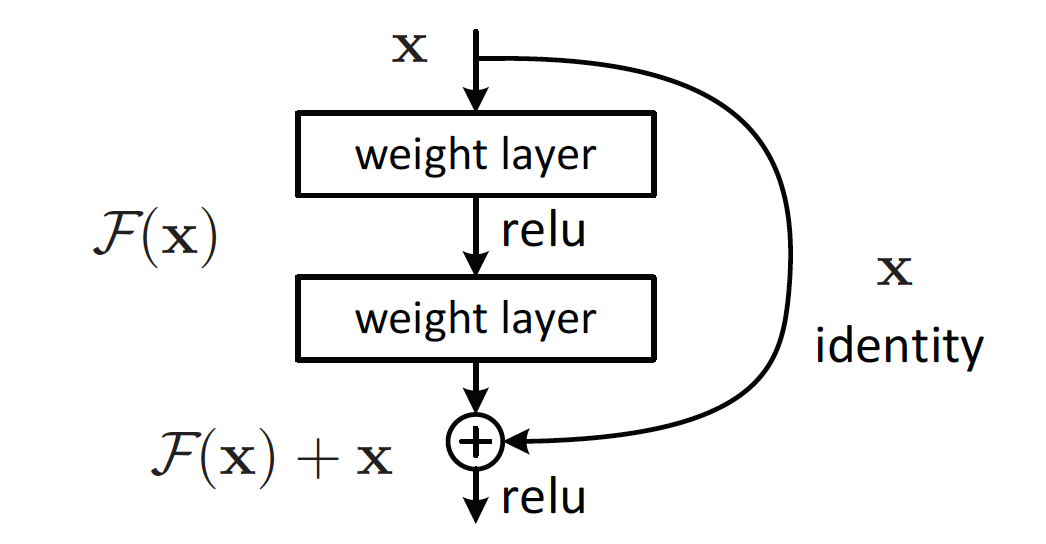 x
weight layer
relu
F(x)
x
weight layer
identity
F(x) + x
relu